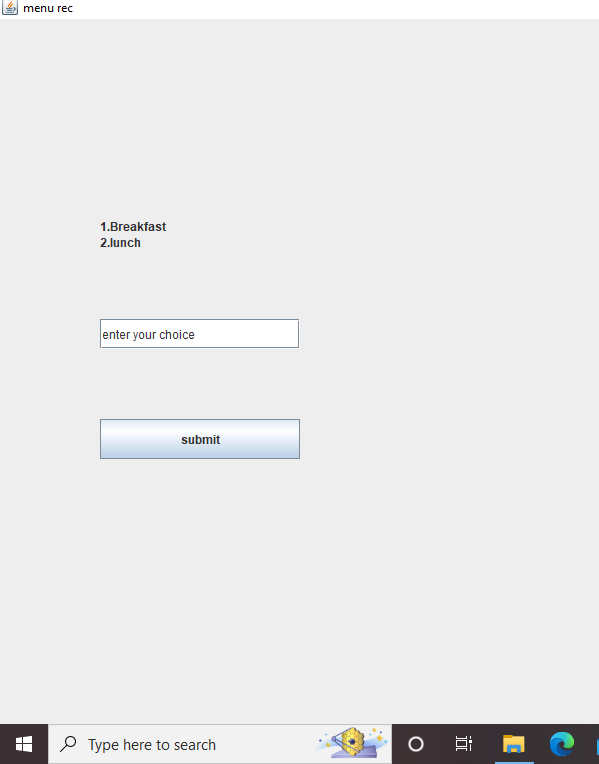 menu rec
1.Breakfast
2.lunch
enter your choice
submit
Type here to search